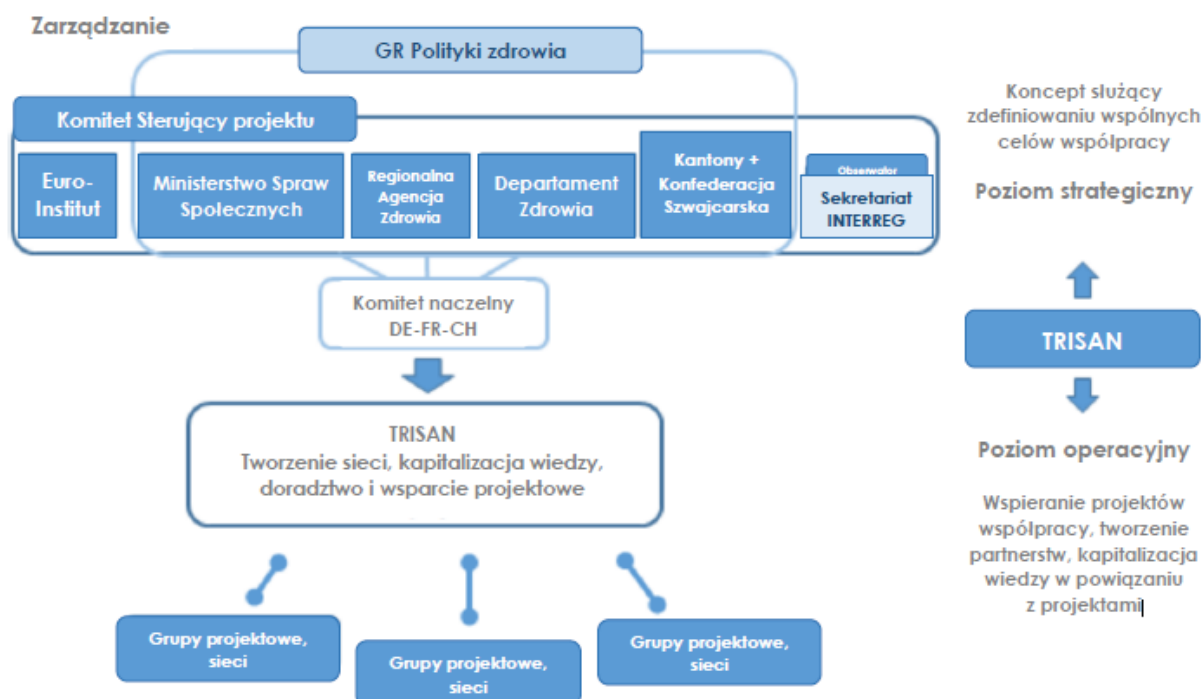 Zarządzanie
GR Polityki zdrowia
Komitet Sterujący projektu
Euro-
Institut
Ministerstwo Spraw
Społecznych
Regionalna
Agencja
Zdrowia
Departament
Zdrowia
Kantony +
Konfederacja
Szwajcarska
Obserwator
Sekretariat
INTERREG
Komitet naczelny
DE-FR-CH
TRISAN
Tworzenie sieci, kapitalizacja wiedzy,
doradztwo i wsparcie projektowe
Grupy projektowe,
sieci
Grupy projektowe,
sieci
Grupy projektowe,
sieci
Koncept służący
zdefiniowaniu wspólnych
celów współpracy
Poziom strategiczny
TRISAN
Poziom operacyjny
Wspieranie projektów
współpracy, tworzenie
partnerstw, kapitalizacja
wiedzy w powiązaniu
z projektami